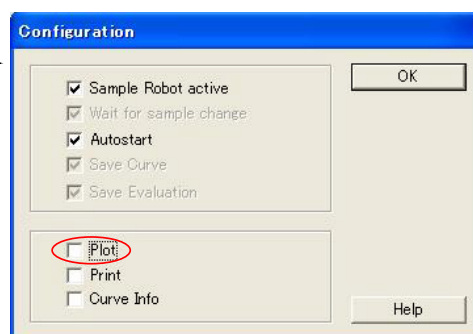 Configuration
Sample Robot active
OK
Wait for sample change
Autostart
Save Curve
Save Evaluation
Plot
Print
Curve Info
Help